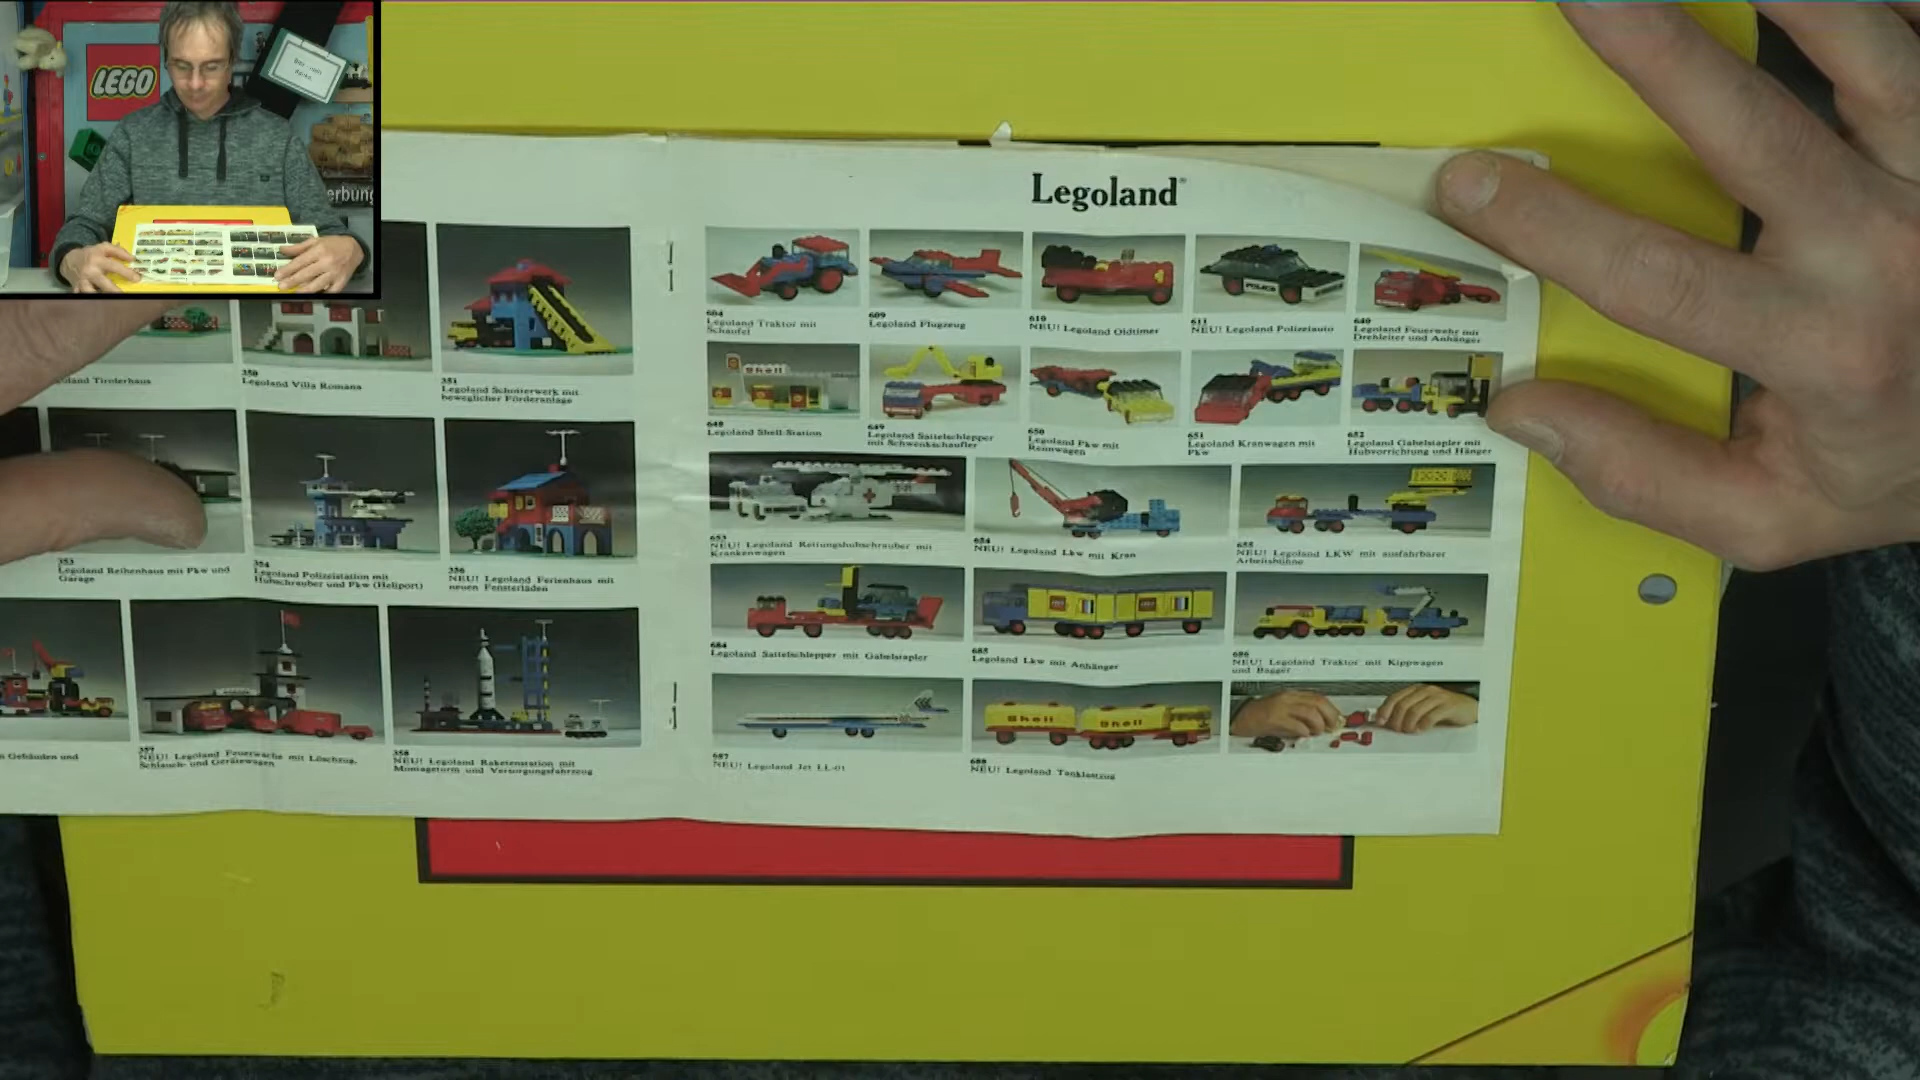 LEGO
erbung
Legoland®
oland Tirolerhaus
350
Legoland Villa Romana
351
Legoland Schotterwerk mit
beweglicher Förderanlage
353
Legoland Reihenhaus mit Pkw und
Garage
354
Legoland Polizeistation mit
Hubschrauber und Pkw (Heliport)
356
NEU! Legoland Ferienhaus mit
neuen Fensterläden
n Gebäuden und
357
NEU! Legoland Feuerwache mit Löschzug,
Schlauch- und Gerätewagen
358
NEU! Legoland Raketenstation mit
Montageturm und Versorgungsfahrzeug
604
Legoland Traktor mit
Schaufel
609
Legoland Flugzeug
610
NEU! Legoland Oldtimer
POLICE
611
NEU! Legoland Polizeiauto
640
Legoland Feuerwehr mit
Drehleiter und Anhänger
Shell
648
Legoland Shell-Station
649
Legoland Sattelschlepper
mit Schwenkschaufler
650
Legoland Pkw mit
Rennwagen
651
Legoland Kranwagen mit
Pkw
652
Legoland Gabelstapler mit
Hubvorrichtung und Hänger
653
NEU! Legoland Rettungshubschrauber mit
Krankenwagen
654
NEU! Legoland Lkw mit Kran
655
NEU! Legoland LKW mit ausfahrbarer
Arbeitsbühne
684
Legoland Sattelschlepper mit Gabelstapler
685
Legoland Lkw mit Anhänger
686
NEU! Legoland Traktor mit Kippwagen
und Bagger
687
NEU! Legoland Jet LL-01
Shell
Shell
688
NEU! Legoland Tanklastzug